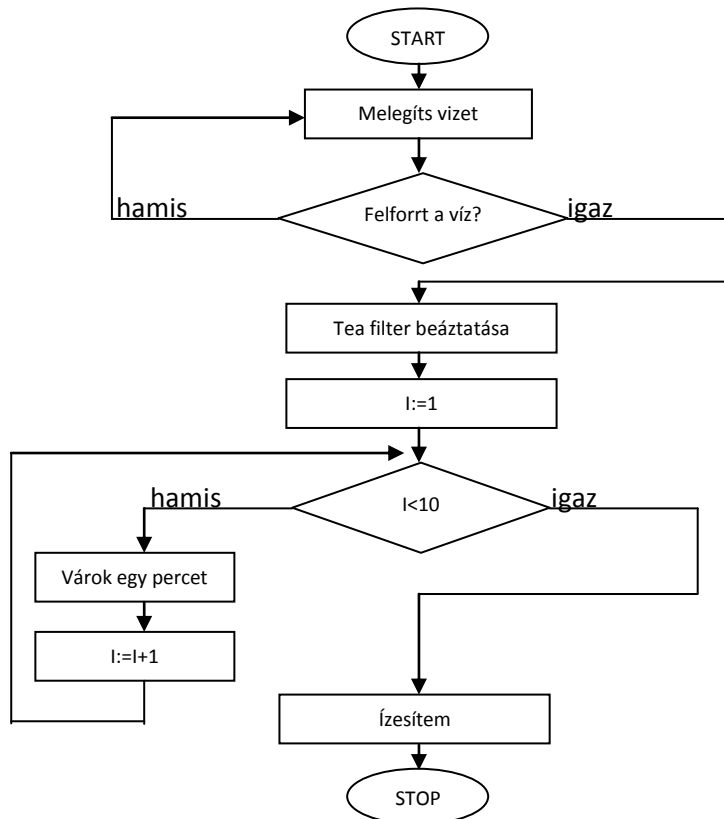 START
Melegíts vizet
hamis
Felforrt a víz?
igaz
Tea filter beáztatása
I:=1
hamis
I<10
igaz
Várok egy percet
I:=I+1
Ízesítem
STOP